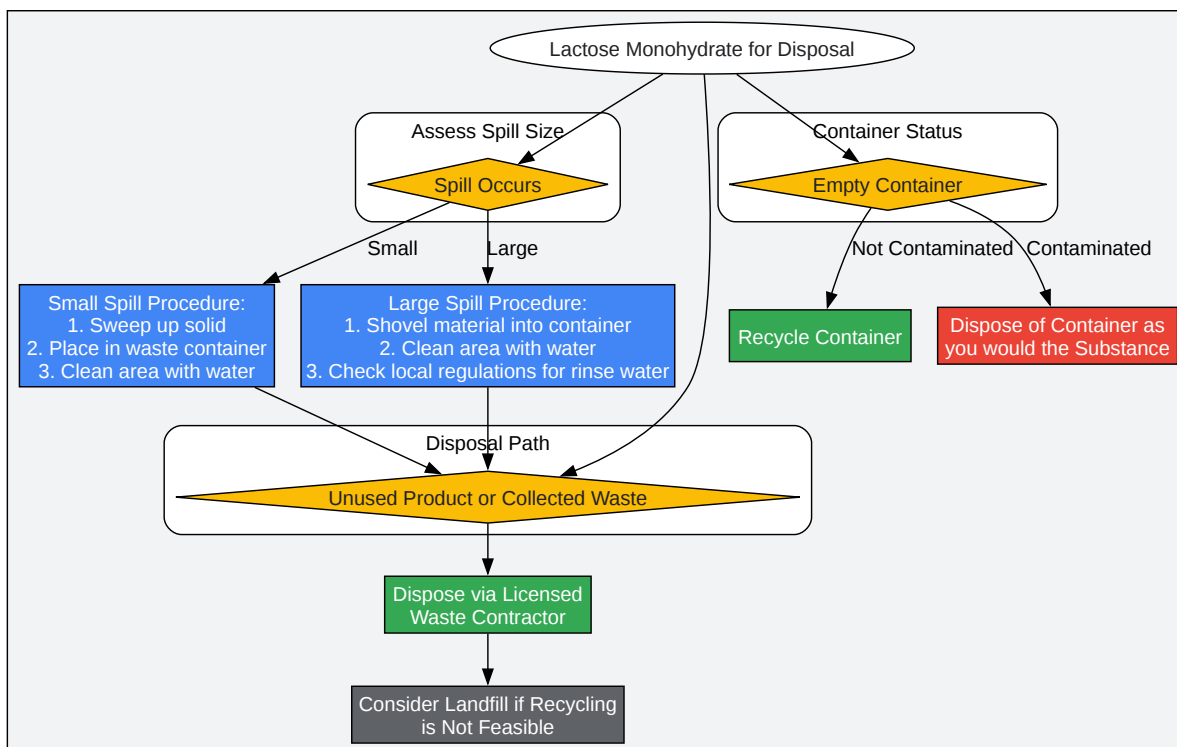 Lactose Monohydrate for Disposal
Assess Spill Size
Container Status
Spill Occurs
Empty Container
Small
Large
Not Contaminated
Contaminated
Small Spill Procedure:
1. Sweep up solid
2. Place in waste container
3. Clean area with water
Large Spill Procedure:
1. Shovel material into container
2. Clean area with water
3. Check local regulations for rinse water
Recycle Container
Dispose of Container as
you would the Substance
Disposal Path
Unused Product or Collected Waste
Dispose via Licensed
Waste Contractor
Consider Landfill if Recycling
is Not Feasible